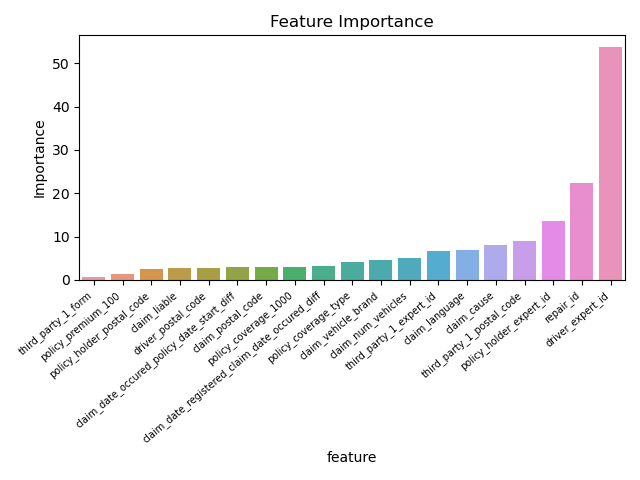 Feature Importance
Importance
50
40
30
20
10
0
third_party_1_form
policy_premium_100
policy_holder_postal_code
claim_liable
driver_postal_code
claim_date_occured_policy_date_start_diff
claim_postal_code
policy_coverage_1000
claim_date_registered_claim_date_occured_diff
policy_coverage_type
claim_vehicle_brand
claim_num_vehicles
third_party_1_expert_id
claim_language
claim_cause
third_party_1_postal_code
policy_holder_expert_id
repair_id
driver_expert_id
feature